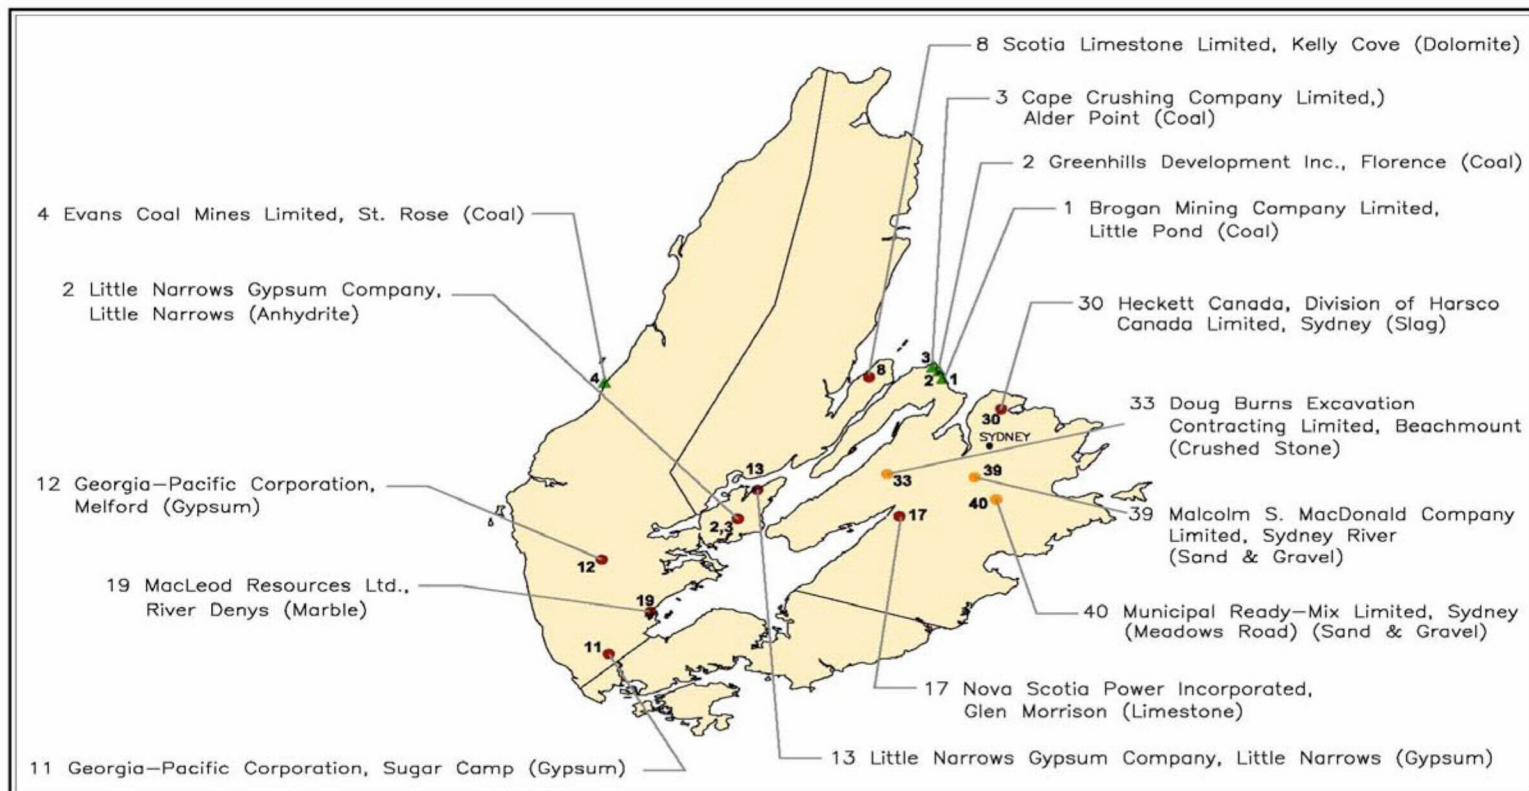 8 Scotia Limestone Limited, Kelly Cove (Dolomite)
3 Cape Crushing Company Limited,)
Alder Point (Coal)
2 Greenhills Development Inc., Florence (Coal)
4 Evans Coal Mines Limited, St. Rose (Coal)
1 Brogan Mining Company Limited,
Little Pond (Coal)
2 Little Narrows Gypsum Company,
Little Narrows (Anhydrite)
30 Heckett Canada, Division of Harsco
Canada Limited, Sydney (Slag)
3
8
4
2
1
33 Doug Burns Excavation
Contracting Limited, Beachmount
(Crushed Stone)
30
SYDNEY
13
39
33
12 Georgia-Pacific Corporation,
Melford (Gypsum)
40
2,3
17
39 Malcolm S. MacDonald Company
Limited, Sydney River
(Sand & Gravel)
12
19 MacLeod Resources Ltd.,
River Denys (Marble)
19
40 Municipal Ready-Mix Limited, Sydney
(Meadows Road) (Sand & Gravel)
11
17 Nova Scotia Power Incorporated,
Glen Morrison (Limestone)
13 Little Narrows Gypsum Company, Little Narrows (Gypsum)
11 Georgia-Pacific Corporation, Sugar Camp (Gypsum)